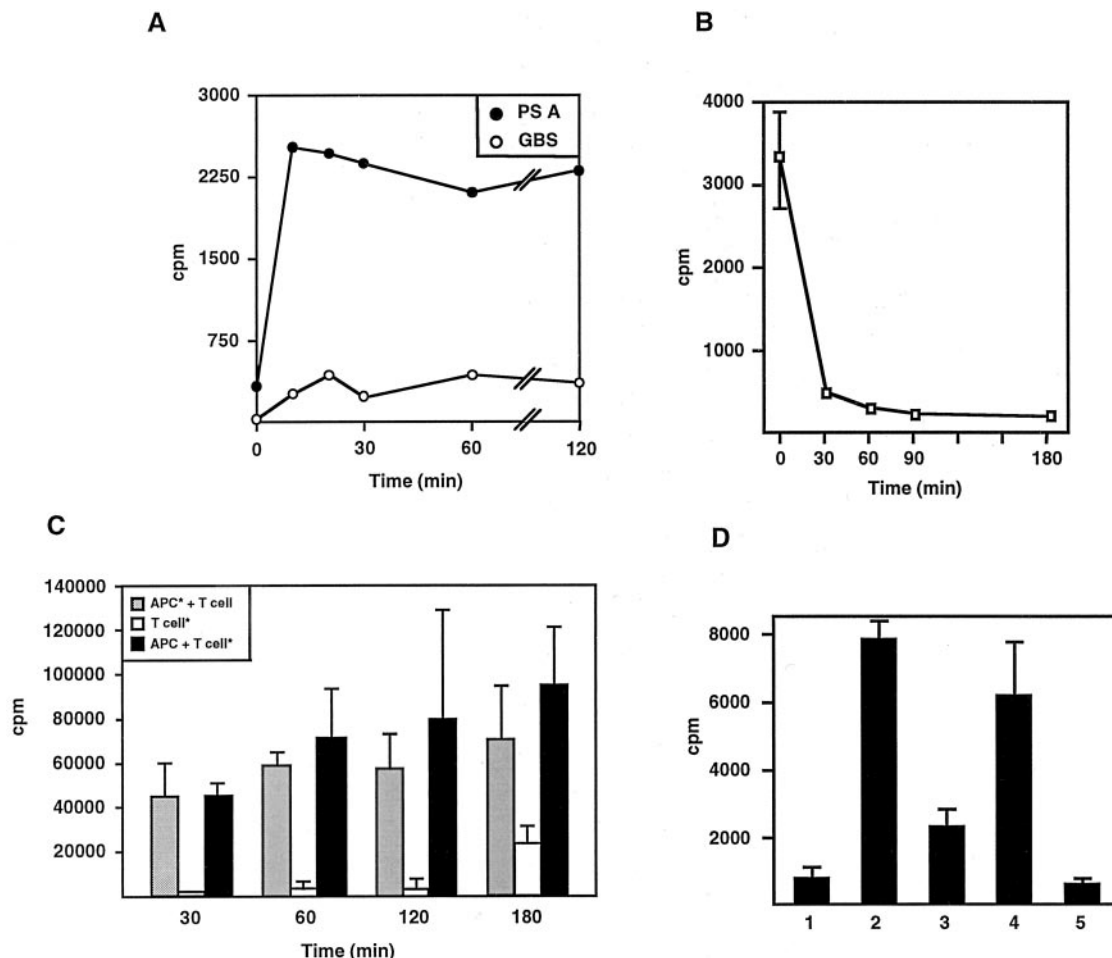 A
3000
2250
1500
750
cpm
PS A
GBS
0
30
60
120
Time (min)
B
4000
3000
2000
1000
cpm
0
30
60
90
180
Time (min)
C
140000
120000
100000
80000
60000
40000
20000
cpm
APC* + T cell
T cell*
APC + T cell*
30
60
120
180
Time (min)
D
8000
6000
4000
2000
cpm
1
2
3
4
5